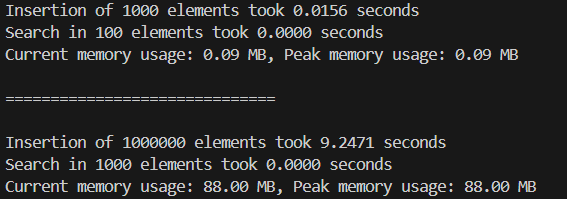 Insertion of 1000 elements took 0.0156 seconds
Search in 100 elements took 0.0000 seconds
Current memory usage: 0.09 MB, Peak memory usage: 0.09 MB
==============================
Insertion of 1000000 elements took 9.2471 seconds
Search in 1000 elements took 0.0000 seconds
Current memory usage: 88.00 MB, Peak memory usage: 88.00 MB